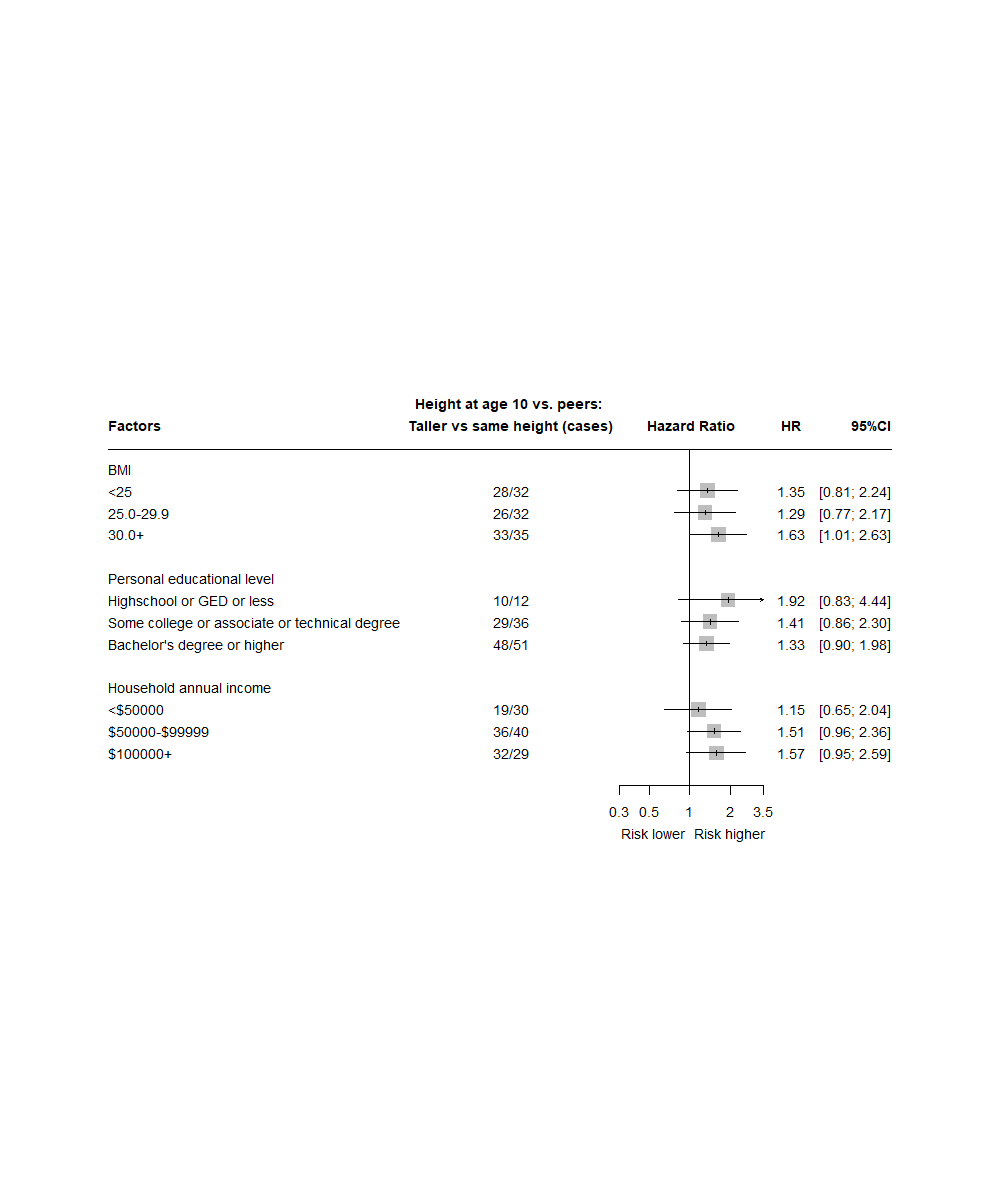 Height at age 10 vs. peers:
Factors Taller vs same height (cases) Hazard Ratio HR 95%CI
BMI
<25 28/32 1.35 [0.81; 2.24]
25.0-29.9 26/32 1.29 [0.77; 2.17]
30.0+ 33/35 1.63 [1.01; 2.63]
Personal educational level
Highschool or GED or less 10/12 1.92 [0.83; 4.44]
Some college or associate or technical degree 29/36 1.41 [0.86; 2.30]
Bachelor's degree or higher 48/51 1.33 [0.90; 1.98]
Household annual income
<$50000 19/30 1.15 [0.65; 2.04]
$50000-$99999 36/40 1.51 [0.96; 2.36]
$100000+ 32/29 1.57 [0.95; 2.59]
0.3 0.5 1 2 3.5
Risk lower Risk higher